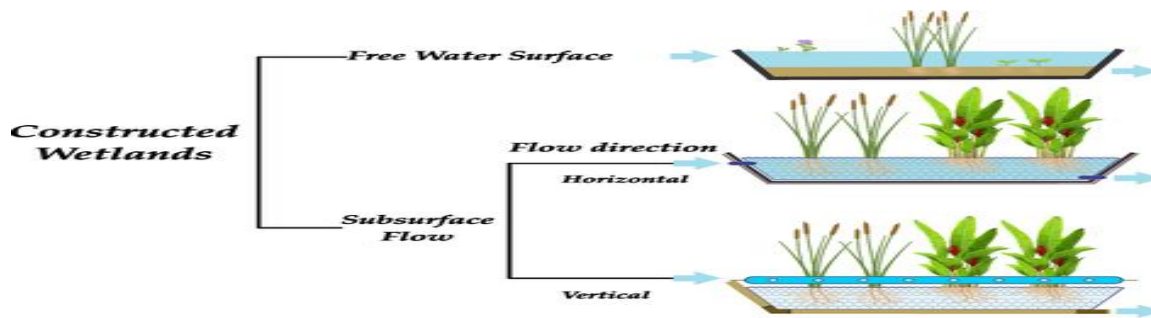 Free Water Surface
Constructed
Wetlands
Flow direction
Horizontal
Subsurface
Flow
Vertical